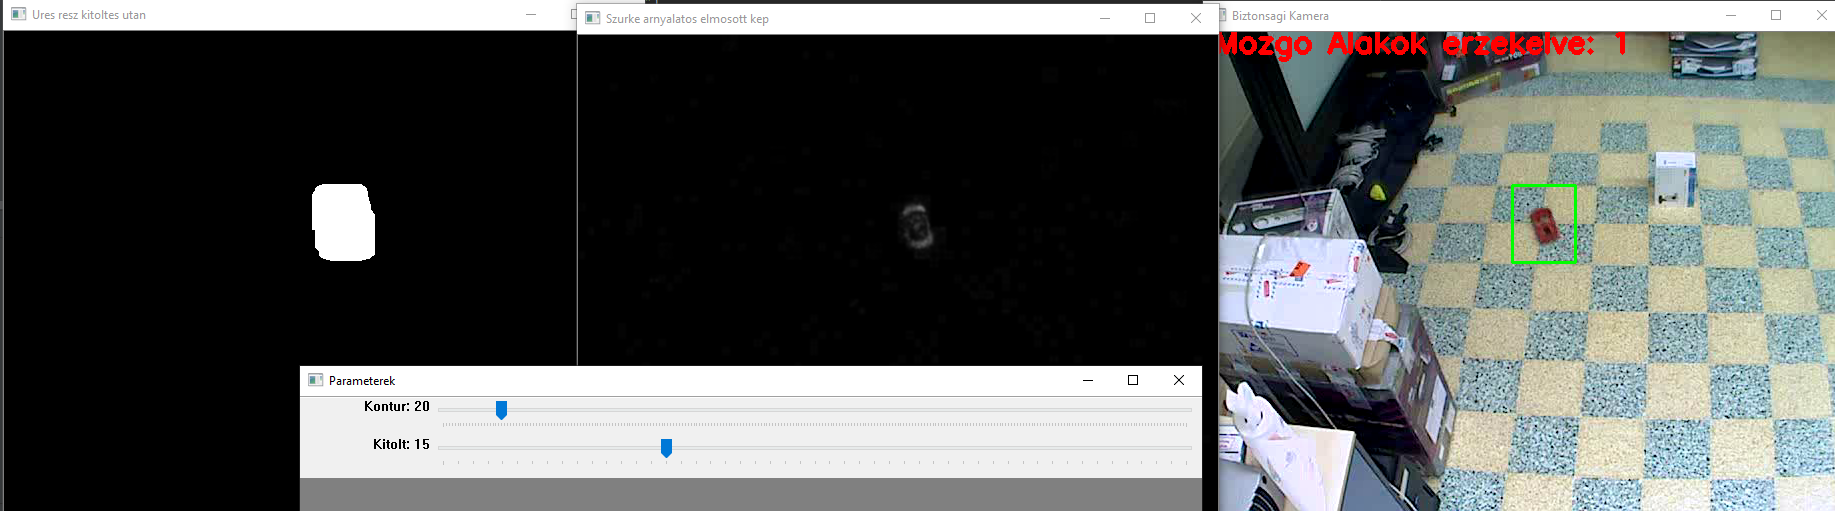 Ures resz kitoltes utan
Szurke arnyalatos elmosott kep
Biztonsagi Kamera
Mozgo Alakok erzekelve: 1
Parameterek
Kontur: 20
Kitolt: 15